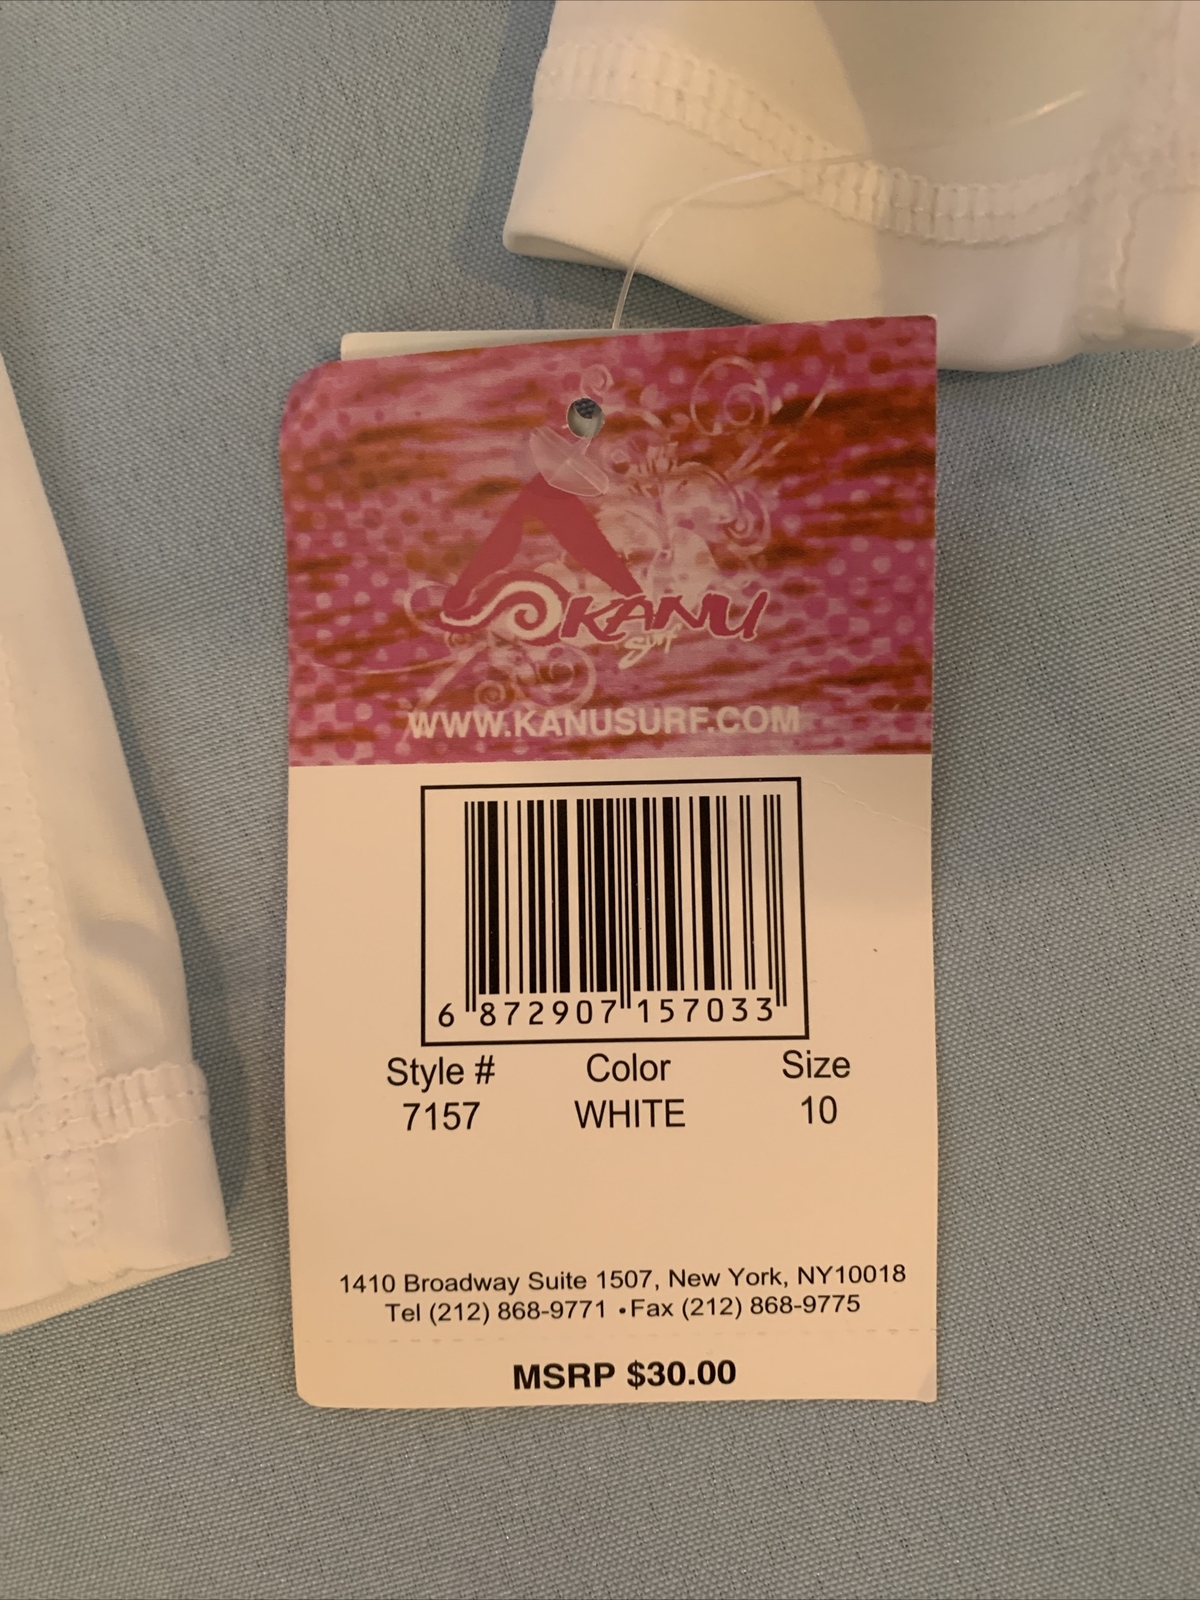 KANU
Surf
WWW.KANUSURF.COM
6 872907 157033
Style # Color Size
7157 WHITE 10
1410 Broadway Suite 1507, New York, NY10018
Tel (212) 868-9771 •Fax (212) 868-9775
MSRP $30.00